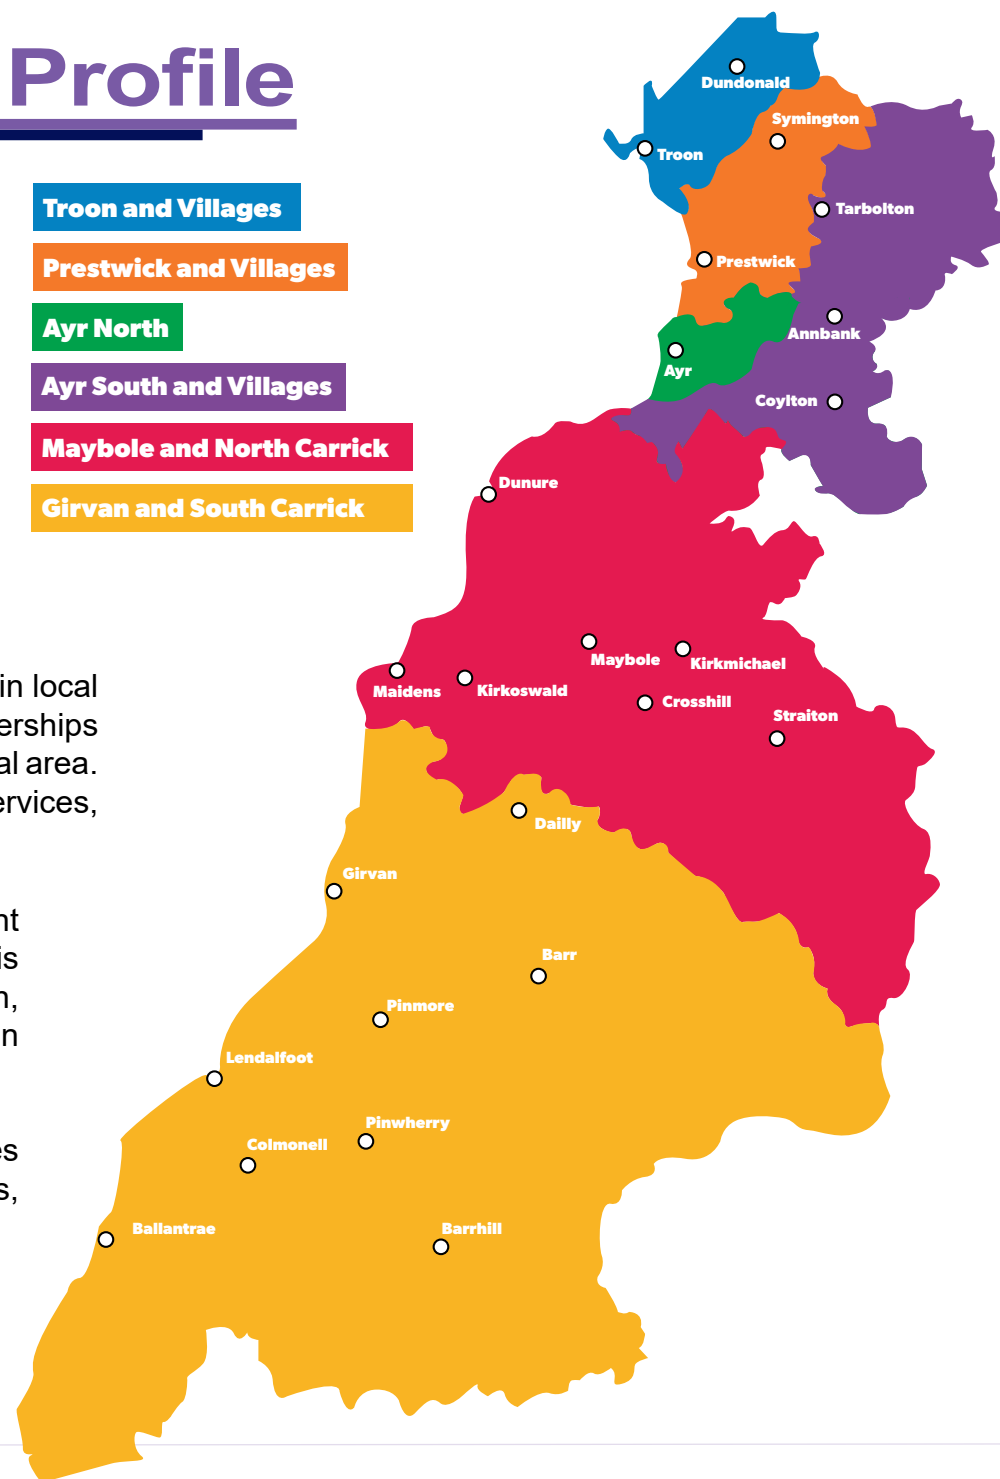 Profile
Troon and Villages
Prestwick and Villages
Ayr North
Ayr South and Villages
Maybole and North Carrick
Girvan and South Carrick
in local
erships
al area.
ervices,
nt
is
n,
n
es
s,
Dundonald
Symington
Troon
Tarbolton
Prestwick
Annbank
Ayr
Coylton
Dunure
Maybole
Kirkmichael
Maidens
Kirkoswald
Crosshill
Straiton
Dailly
Girvan
Barr
Pinmore
Lendalfoot
Pinwherry
Colmonell
Ballantrae
Barrhill